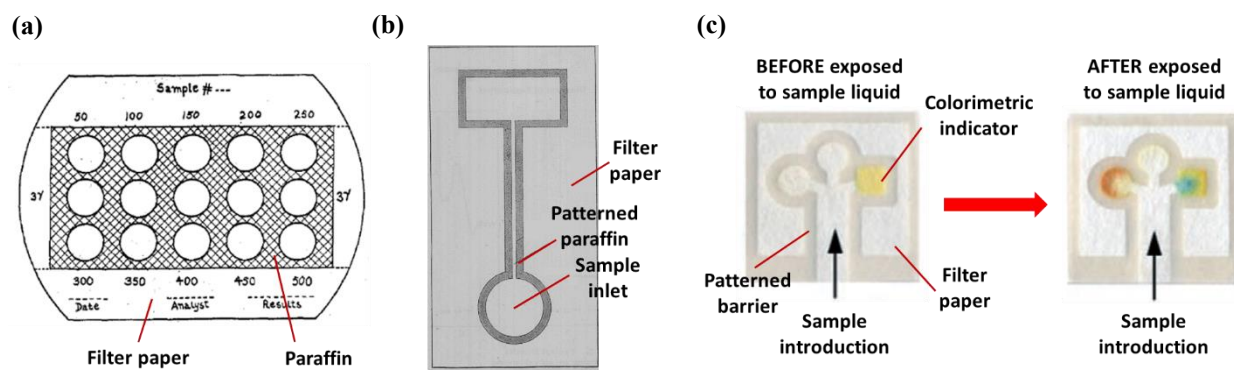 (a)
Sample # ---
50 100 150 200 250
37 37
300 350 400 450 500
Date Analyst Results
Filter paper
Paraffin
(b)
Filter
paper
Patterned
paraffin
Sample
inlet
(c)
BEFORE exposed
to sample liquid
Colorimetric
indicator
Patterned
barrier
Filter
paper
Sample
introduction
AFTER exposed
to sample liquid
Sample
introduction